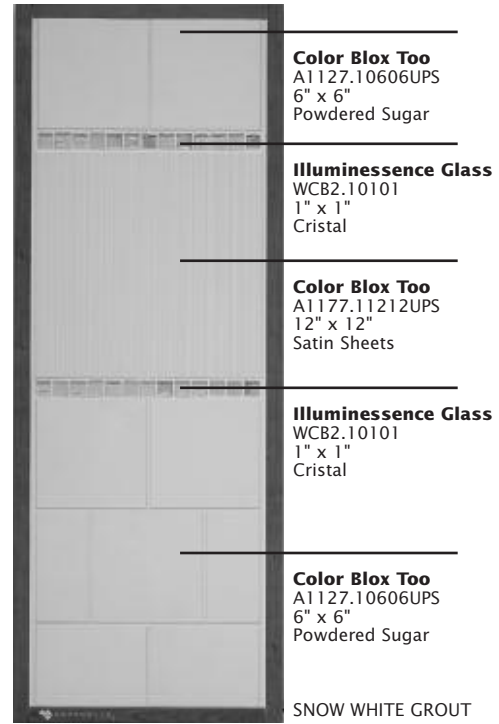 Color Blox Too
A1127.10606UPS
6" x 6"
Powdered Sugar
Illuminessence Glass
WCB2.10101
1" x 1"
Cristal
Color Blox Too
A1177.11212UPS
12" x 12"
Satin Sheets
Illuminessence Glass
WCB2.10101
1" x 1"
Cristal
Color Blox Too
A1127.10606UPS
6" x 6"
Powdered Sugar
SNOW WHITE GROUT